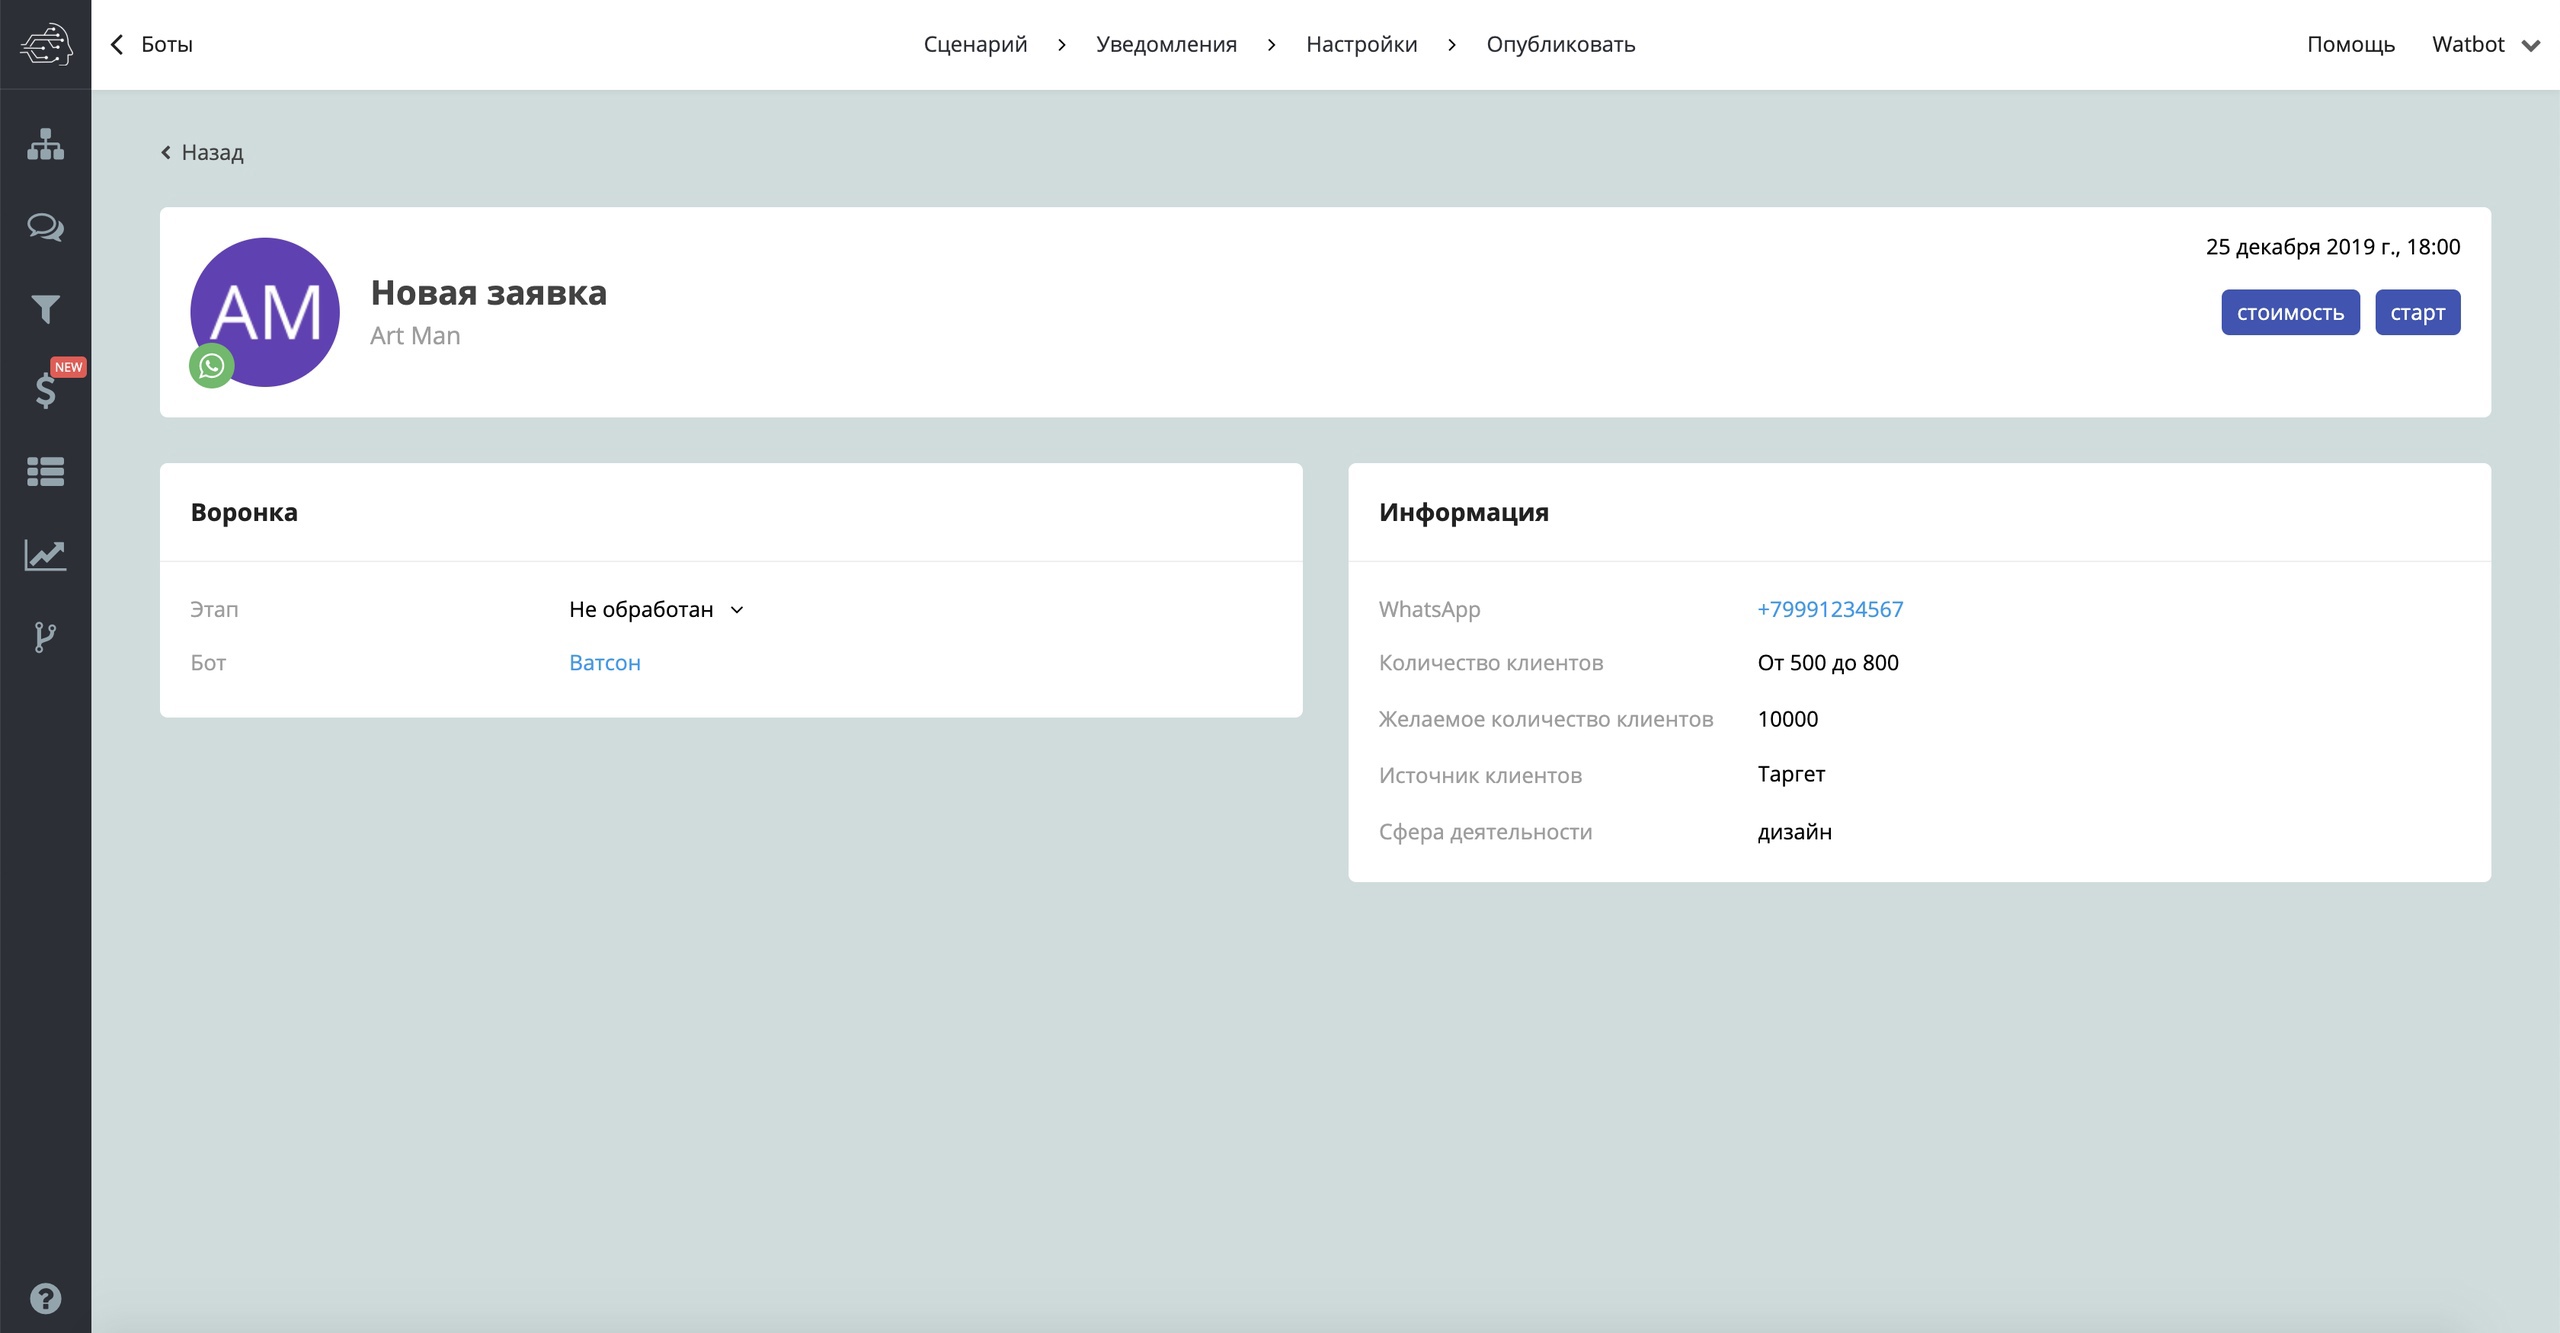 Боты
Сценарий > Уведомления > Настройки > Опубликовать
Помощь
Watbot
Назад
AM
Новая заявка
Art Man
25 декабря 2019 г., 18:00
стоимость
старт
NEW
Воронка
Этап Не обработан
Бот Ватсон
Информация
WhatsApp +79991234567
Количество клиентов От 500 до 800
Желаемое количество клиентов 10000
Источник клиентов Таргет
Сфера деятельности дизайн